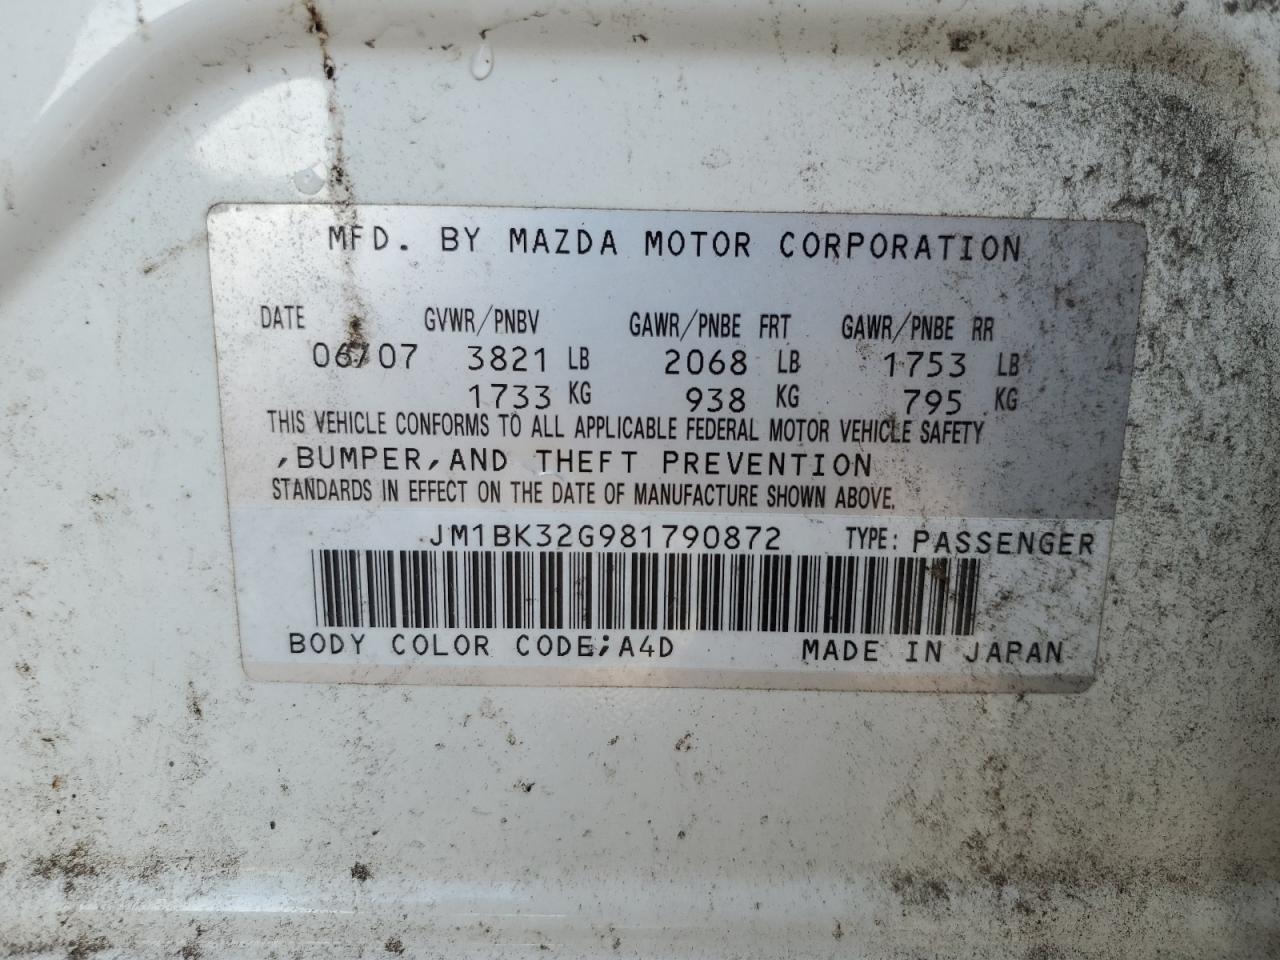 MFD. BY MAZDA MOTOR CORPORATION
DATE GVWR/PNBV GAWR/PNBE FRT GAWR/PNBE RR
06/07 3821 LB 2068 LB 1753 LB
1733 KG 938 KG 795 KG
THIS VEHICLE CONFORMS TO ALL APPLICABLE FEDERAL MOTOR VEHICLE SAFETY
,BUMPER,AND THEFT PREVENTION
STANDARDS IN EFFECT ON THE DATE OF MANUFACTURE SHOWN ABOVE.
JM1BK32G981790872 TYPE: PASSENGER
BODY COLOR CODE;A4D MADE IN JAPAN